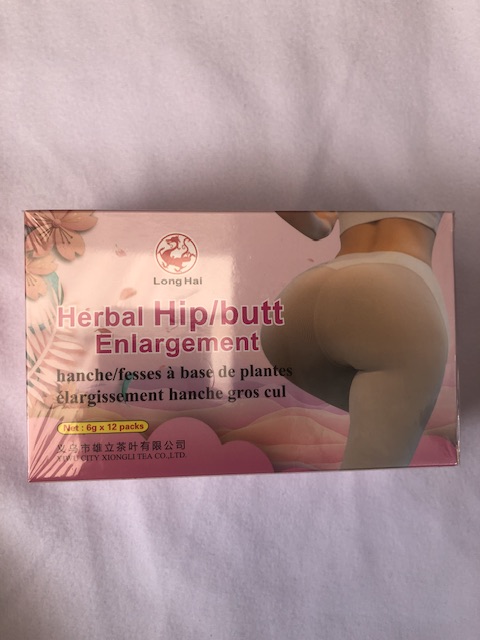 Long Hai
Herbal Hip/butt
Enlargement
hanche/fesses à base de plantes
élargissement hanche gros cul
Net : 6g x 12 packs
义乌市雄立茶叶有限公司
YIWU CITY XIONGLI TEA CO.,LTD